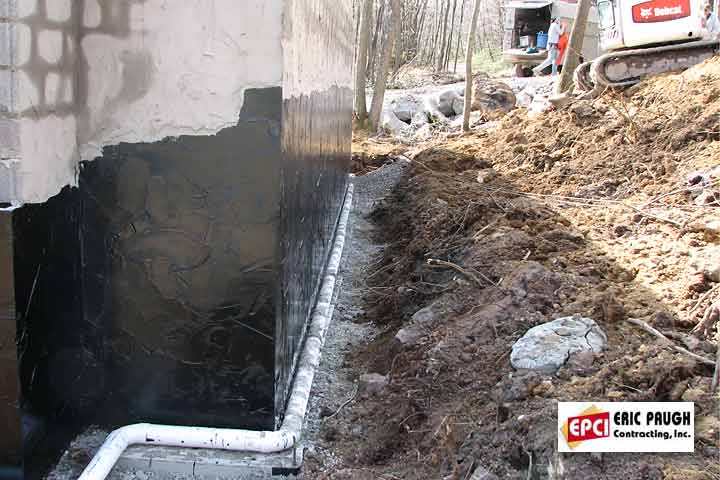 Bobcat
EPCI
ERIC PAUGH
Contracting, Inc.